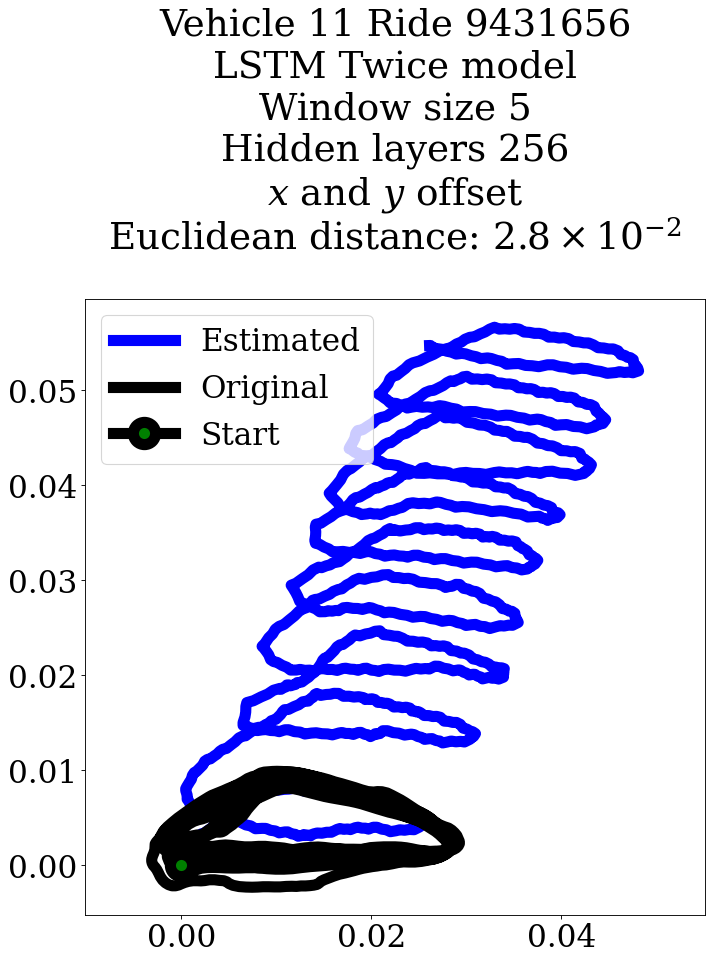 Vehicle 11 Ride 9431656
LSTM Twice model
Window size 5
Hidden layers 256
x and y offset
Euclidean distance: 2.8 × 10⁻²
Estimated
Original
Start
0.05
0.04
0.03
0.02
0.01
0.00
0.00 0.02 0.04